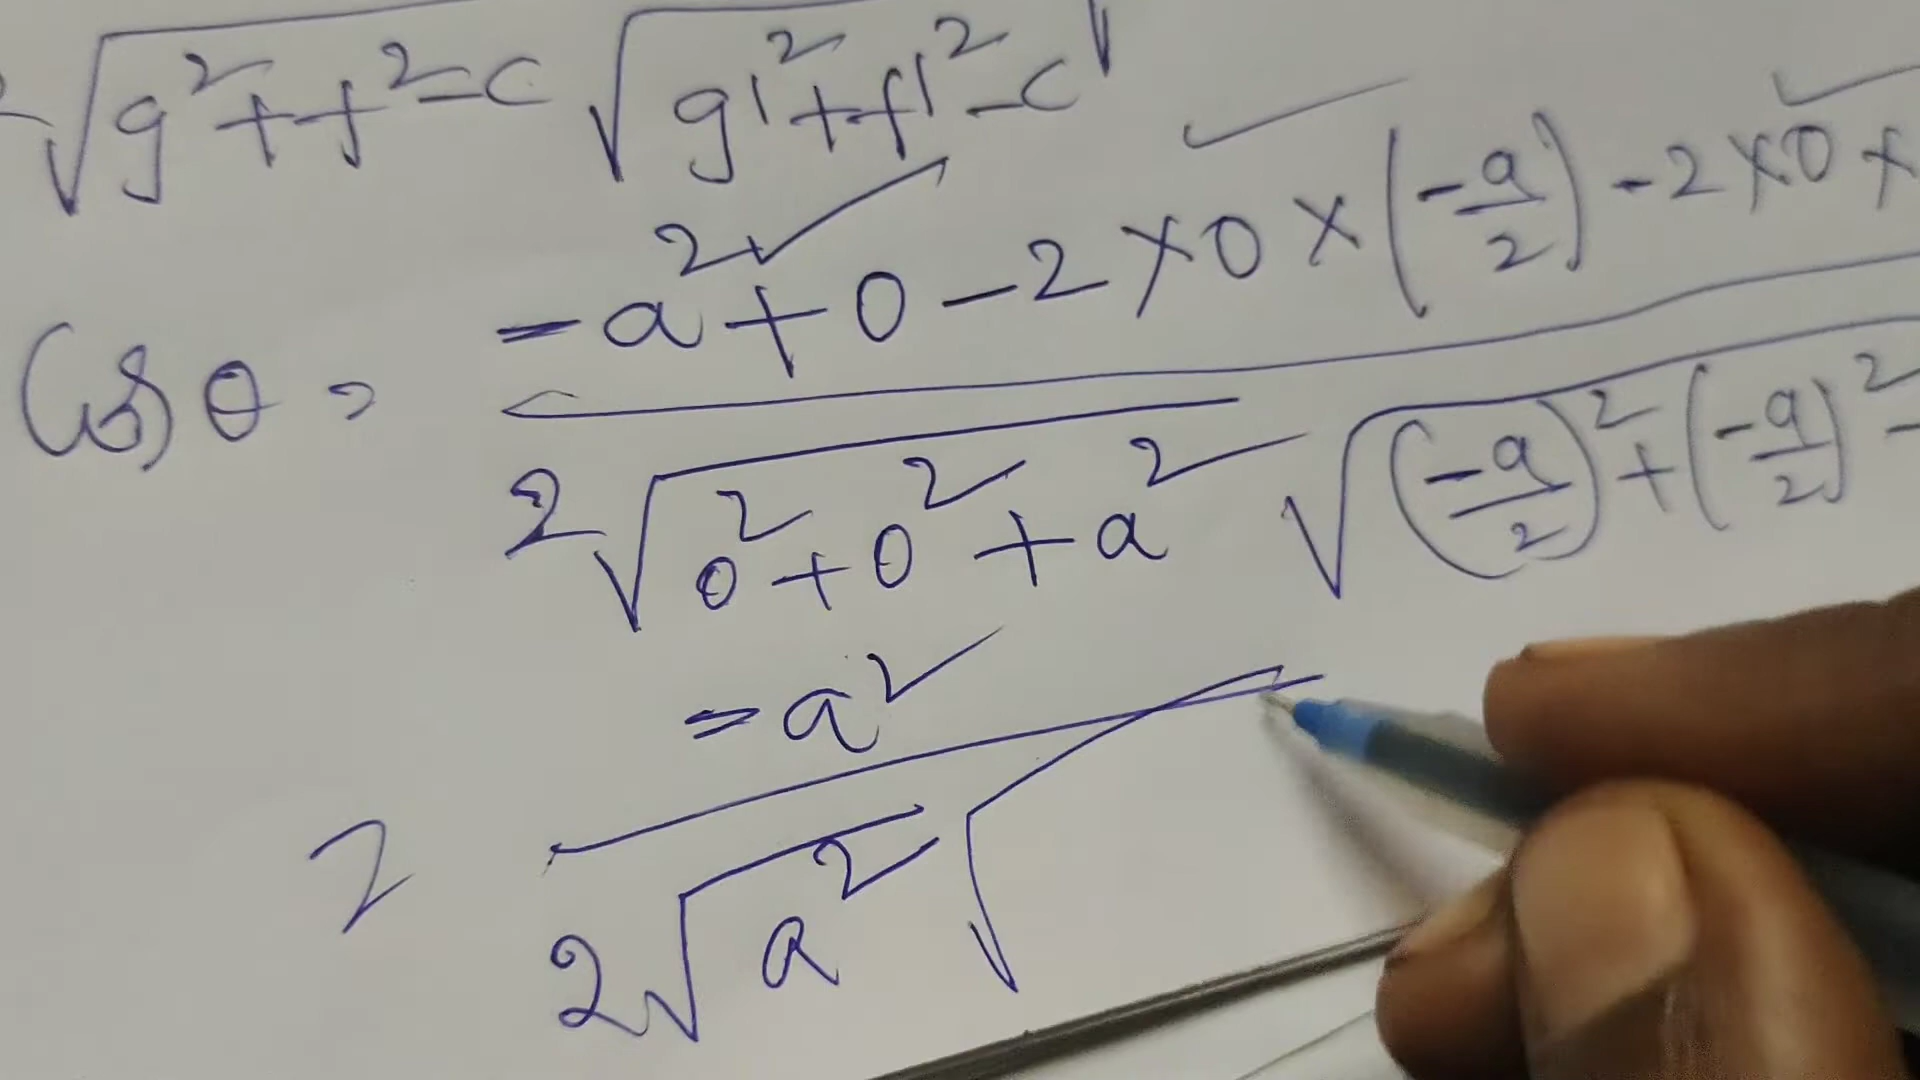 √g²+f²-c √g'²+f'²-c'
Cosθ = -a²+0-2×0×(-a/2)-2×0×
2√0²+0²+a² √(-a/2)²+(-a/2)²-
= -a²
2√a² √